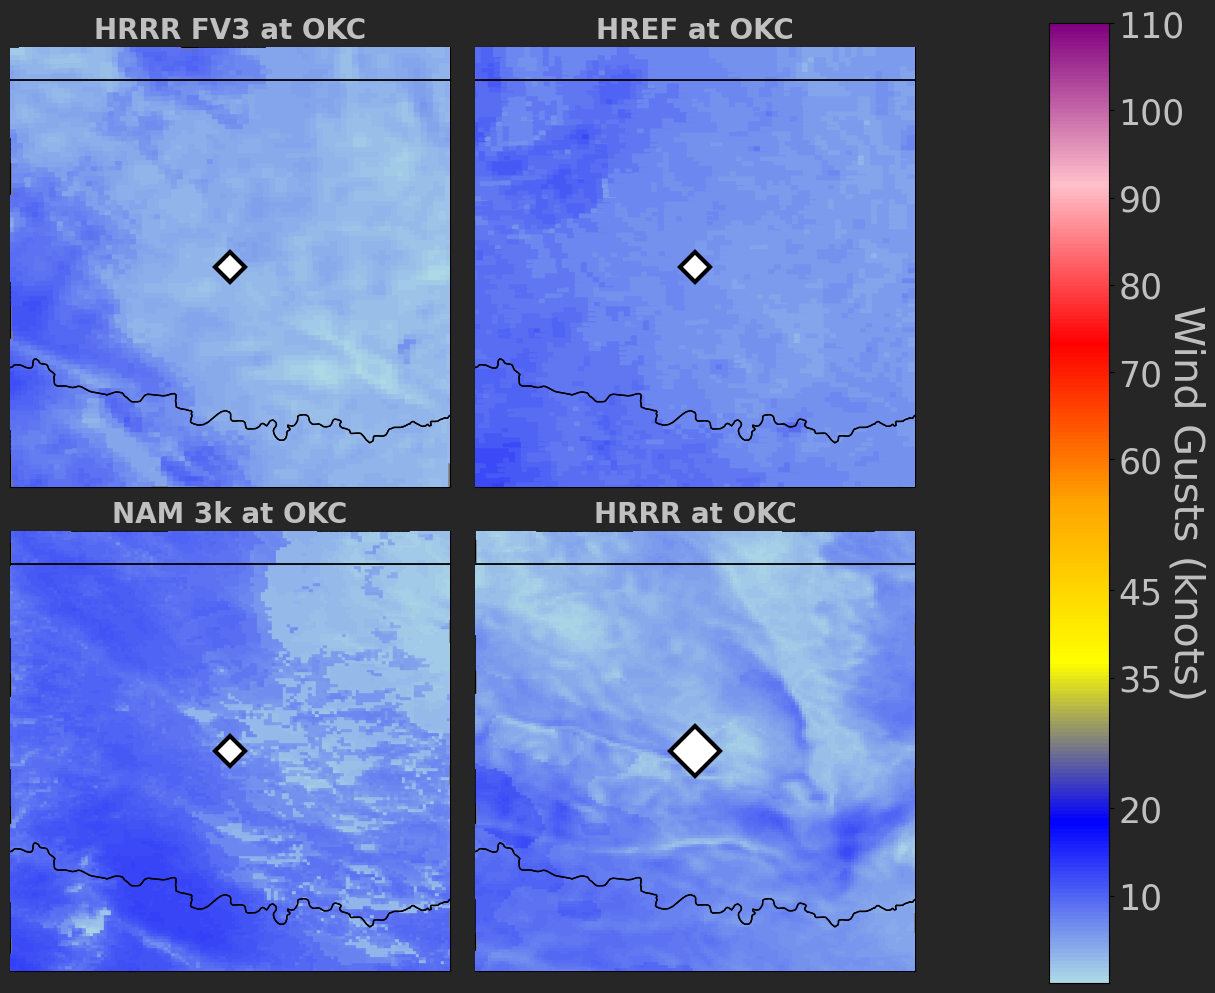 HRRR FV3 at OKC
HREF at OKC
NAM 3k at OKC
HRRR at OKC
110
100
90
80
70
60
45
35
20
10
Wind Gusts (knots)